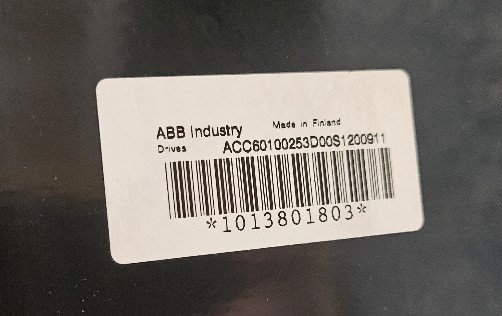 ABB Industry Made in Finland
Drives ACC60100253D00S1200911
*1013801803*